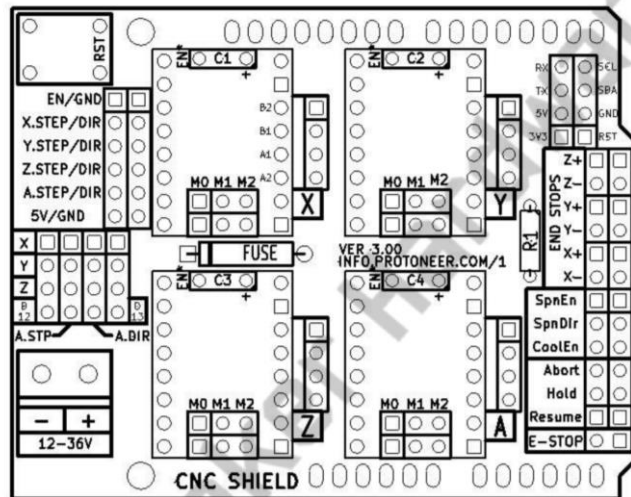 RST
EN/GND
X.STEP/DIR
Y.STEP/DIR
Z.STEP/DIR
A.STEP/DIR
5V/GND
X
Y
Z
D
12
D
13
A.STP
A.DIR
- +
12-36V
EN*
C1
+
B2
B1
A1
A2
M0 M1 M2
X
EN*
C2
+
M0 M1 M2
Y
FUSE
VER 3.00
INFO.PROTONEER.COM/1
R1
EN*
C3
+
M0 M1 M2
Z
EN*
C4
+
M0 M1 M2
A
CNC SHIELD
RX SCL
TX SDA
5V GND
3V3 RST
END STOPS
Z+
Z-
Y+
Y-
X+
X-
SpnEn
SpnDir
CoolEn
Abort
Hold
Resume
E-STOP